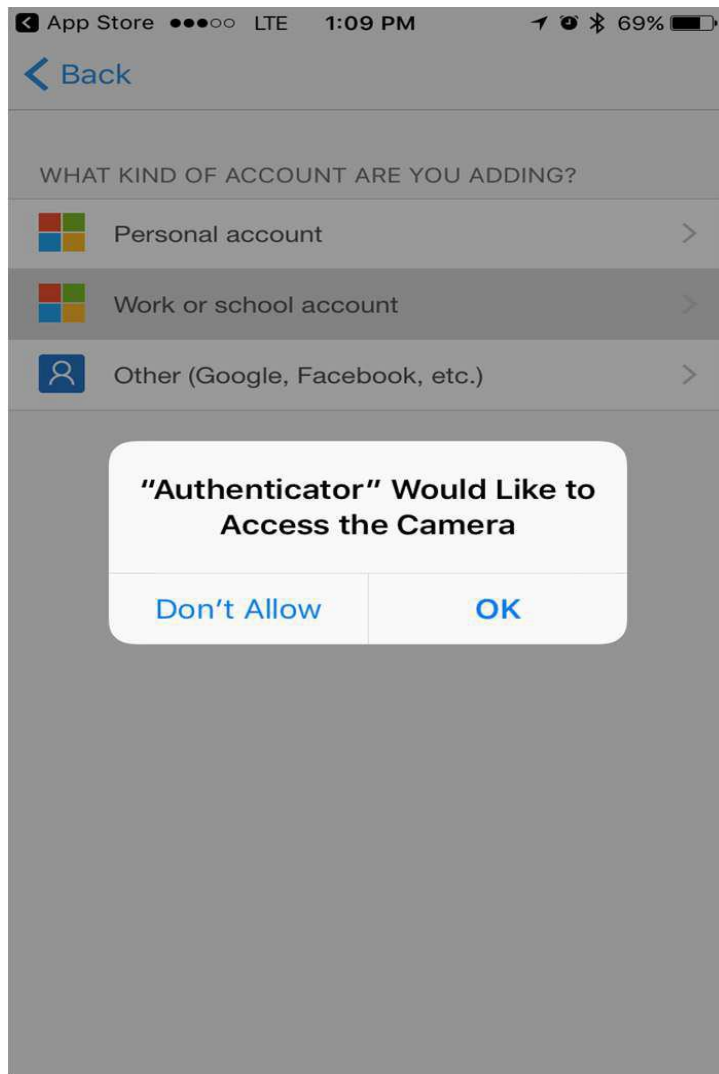 App Store LTE 1:09 PM 69%
Back
WHAT KIND OF ACCOUNT ARE YOU ADDING?
Personal account
Work or school account
Other (Google, Facebook, etc.)
“Authenticator” Would Like to
Access the Camera
Don’t Allow OK